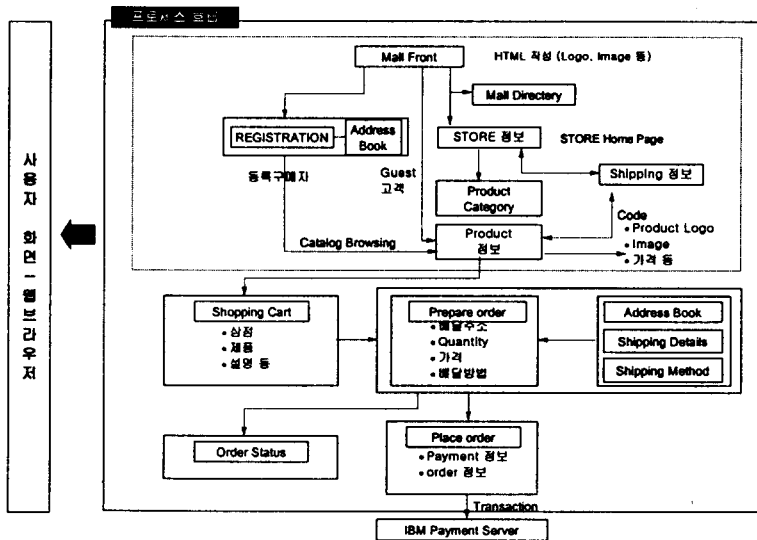 프로세스 흐름
Mall Front
HTML 작성 (Logo, Image 등)
Mall Directory
REGISTRATION
Address
Book
STORE 정보
STORE Home Page
등록구매자
Guest
고객
Shipping 정보
Product
Category
Code
• Product Logo
• Image
• 가격 등
Catalog Browsing
Product
정보
사용자 화면-웹브라우저
Shopping Cart
• 상점
• 제품
• 설명 등
Prepare order
• 배달주소
• Quantity
• 가격
• 배달방법
Address Book
Shipping Details
Shipping Method
Order Status
Place order
• Payment 정보
• order 정보
Transaction
IBM Payment Server